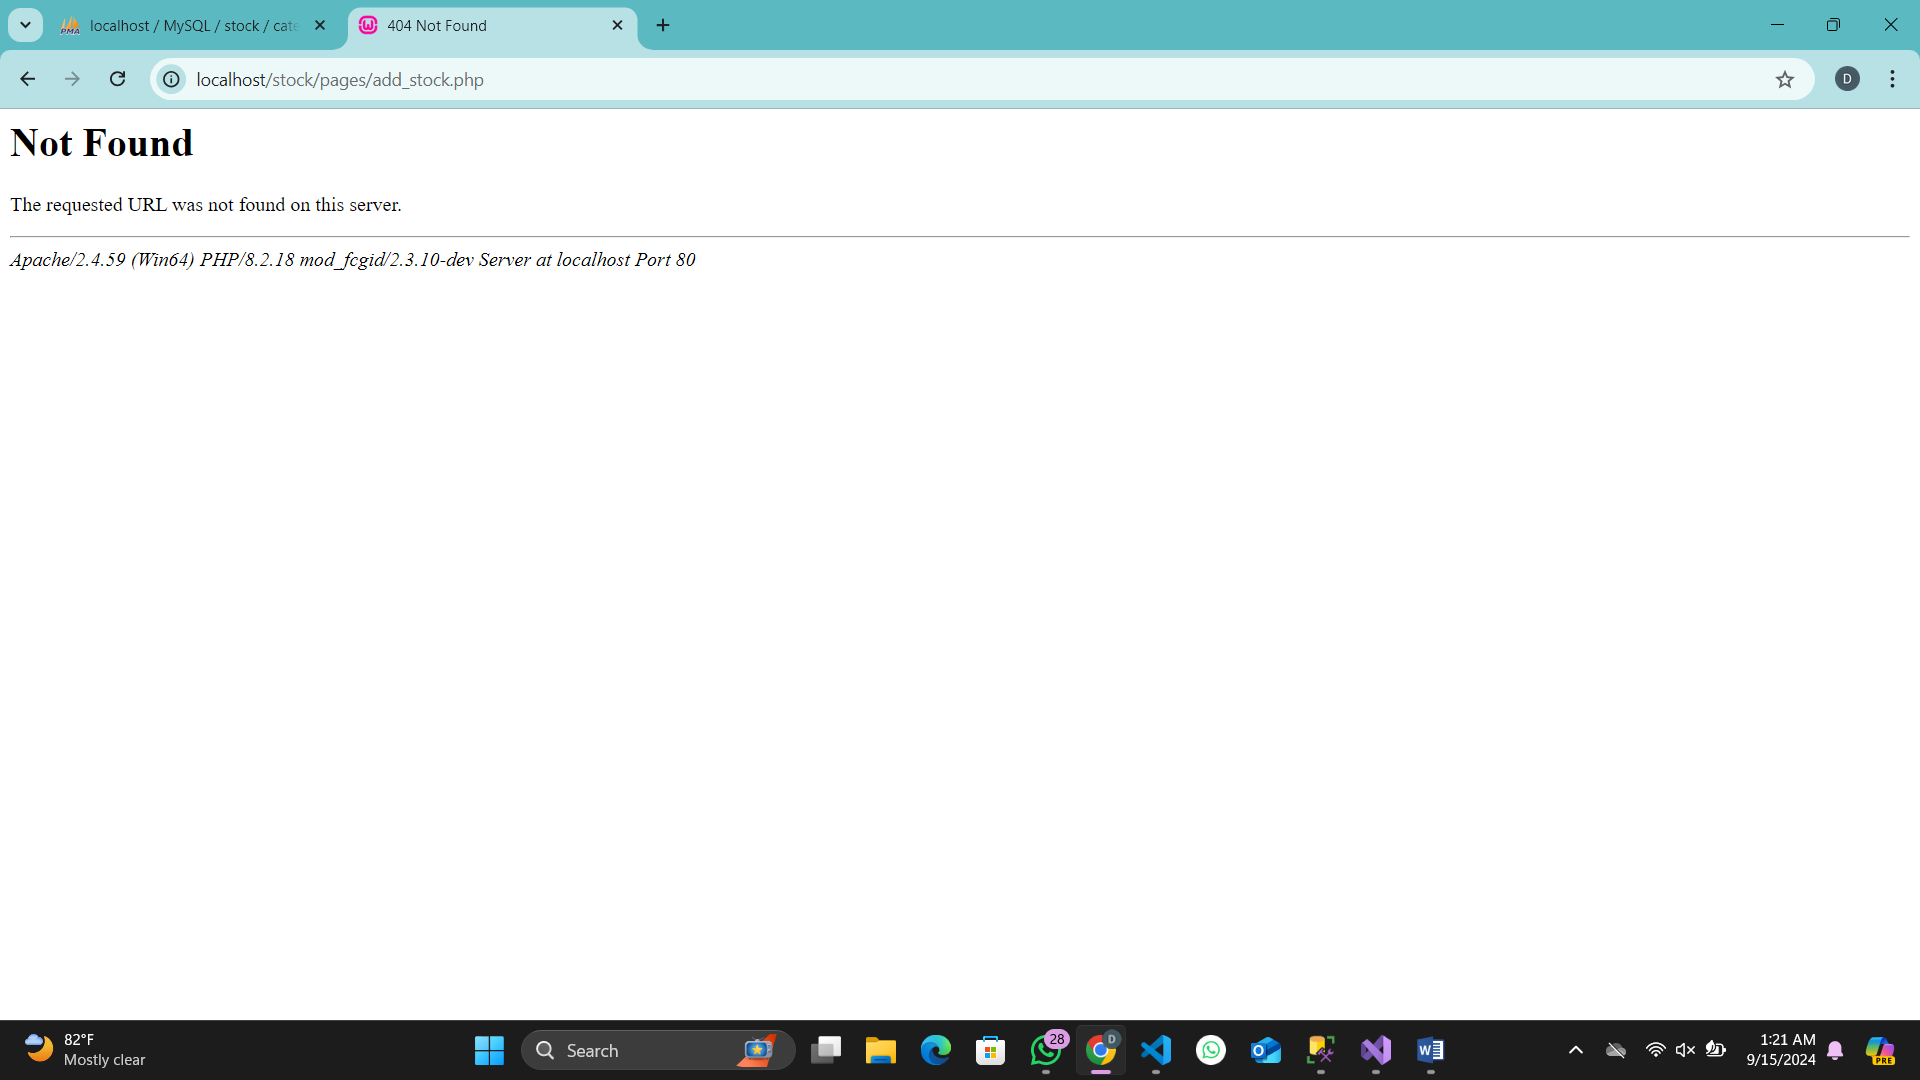 PMA
localhost / MySQL / stock / cate
404 Not Found
localhost/stock/pages/add_stock.php
D
Not Found
The requested URL was not found on this server.
Apache/2.4.59 (Win64) PHP/8.2.18 mod_fcgid/2.3.10-dev Server at localhost Port 80
82°F
Mostly clear
Search
28
D
1:21 AM
9/15/2024
PRE